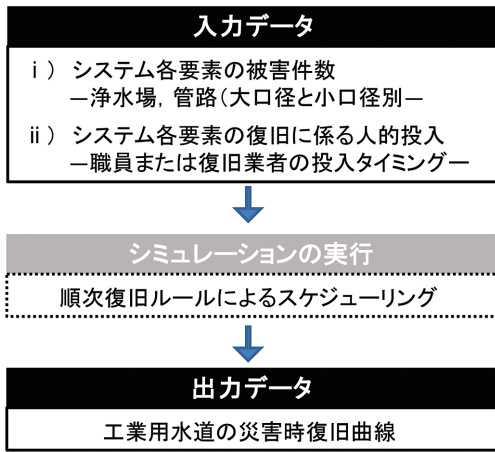 入力データ
ⅰ） システム各要素の被害件数
―浄水場，管路（大口径と小口径別―
ⅱ） システム各要素の復旧に係る人的投入
―職員または復旧業者の投入タイミングー
シミュレーションの実行
順次復旧ルールによるスケジューリング
出力データ
工業用水道の災害時復旧曲線